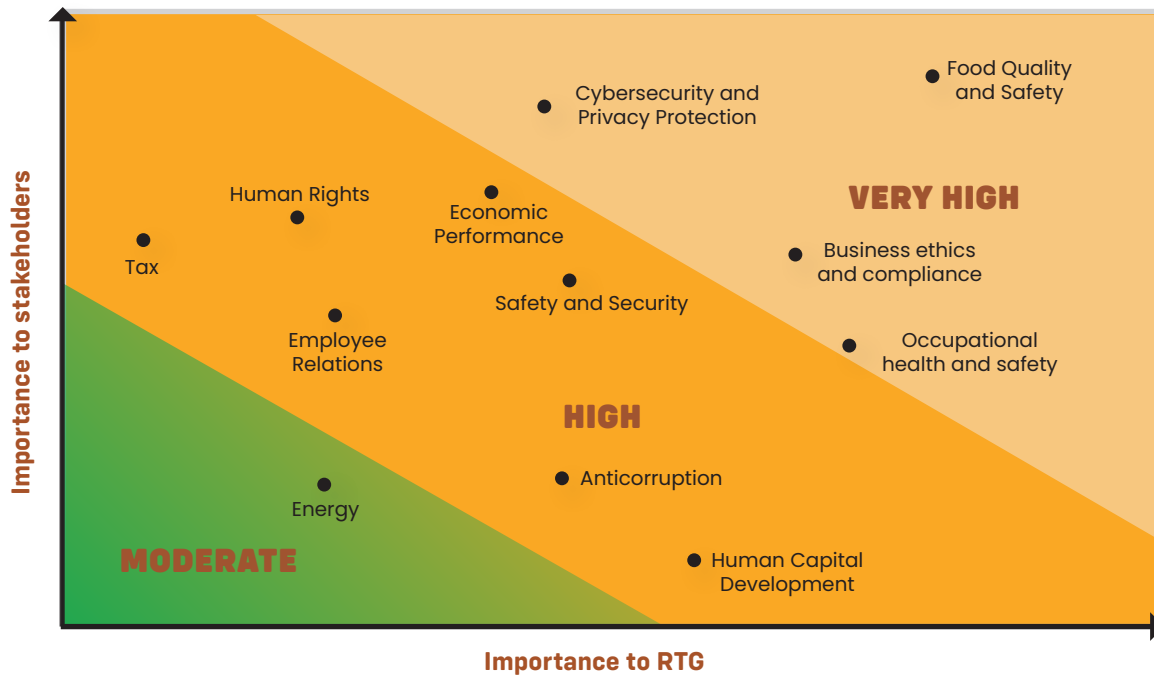 Food Quality
and Safety
Cybersecurity and
Privacy Protection
VERY HIGH
Human Rights
Economic
Performance
Business ethics
and compliance
Tax
Safety and Security
Employee
Relations
Occupational
health and safety
HIGH
Anticorruption
Energy
MODERATE
Human Capital
Development
Importance to stakeholders
Importance to RTG